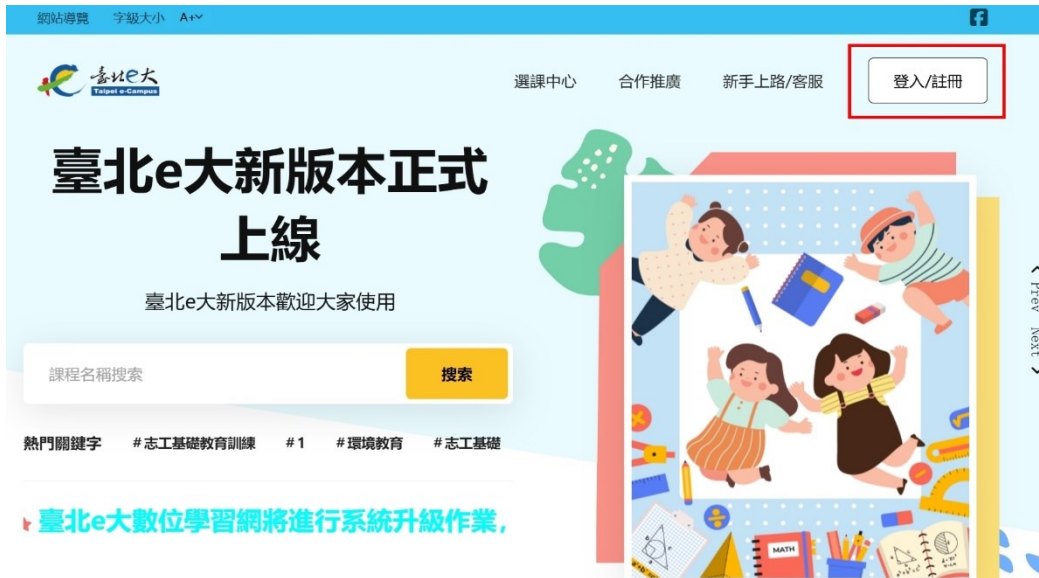 網站導覽 字級大小 A+
臺北e大
Taipei e-Campus
選課中心 合作推廣 新手上路/客服 登入/註冊
臺北e大新版本正式
上線
臺北e大新版本歡迎大家使用
課程名稱搜索 搜索
熱門關鍵字 #志工基礎教育訓練 #1 #環境教育 #志工基礎
臺北e大數位學習網將進行系統升級作業,
Prev Next
MATH